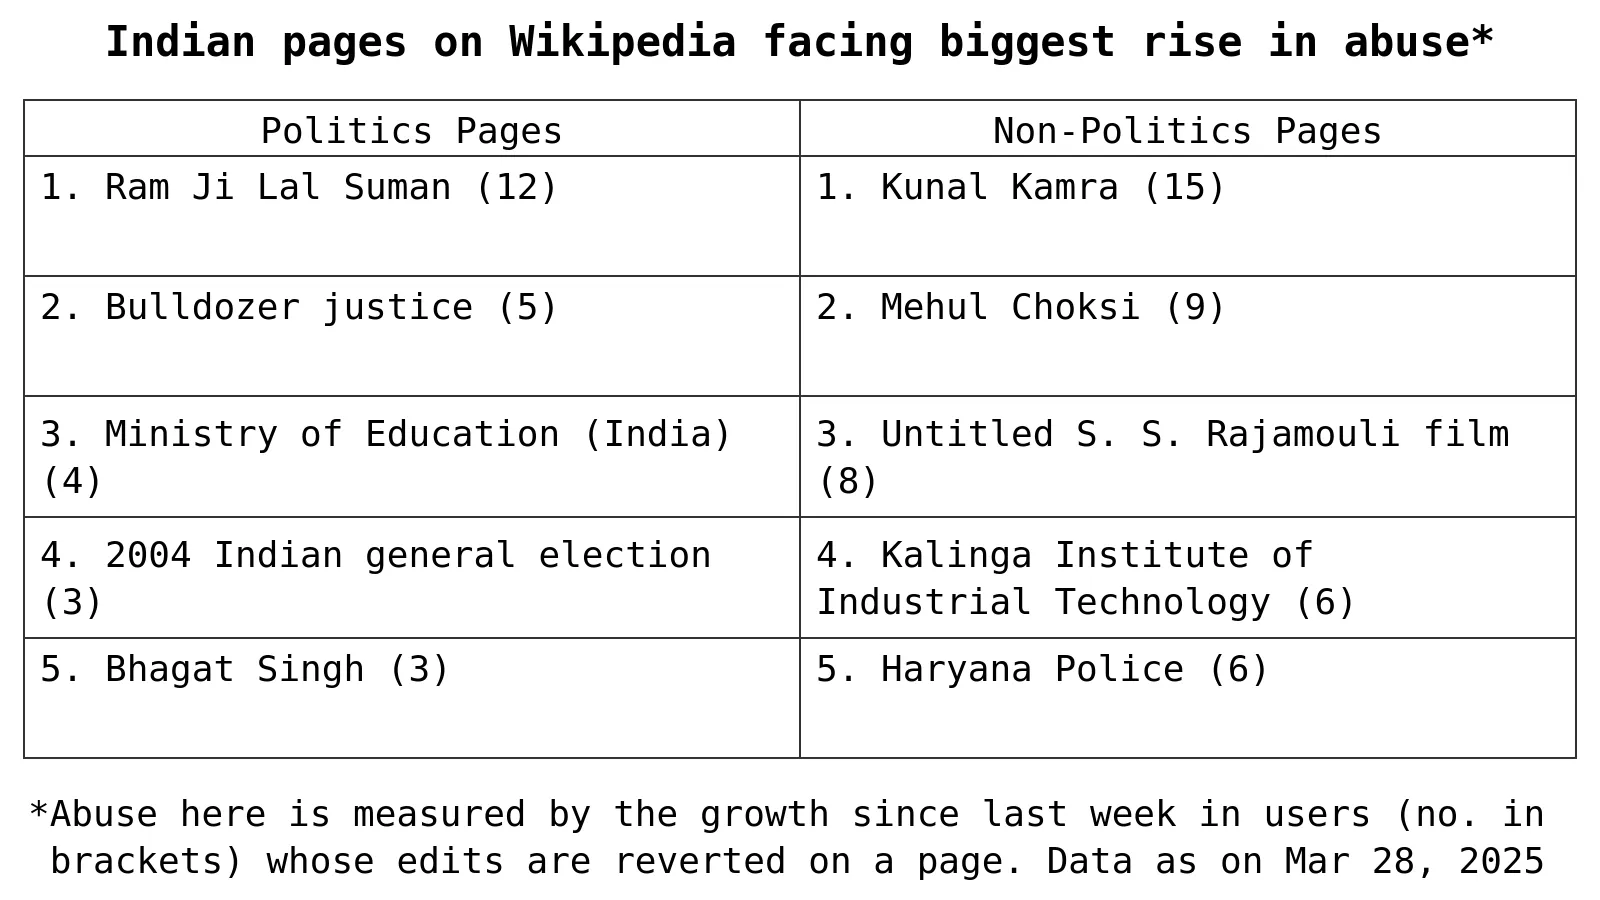 Indian pages on Wikipedia facing biggest rise in abuse*
Politics Pages
Non-Politics Pages
1. Ram Ji Lal Suman (12)
1. Kunal Kamra (15)
2. Bulldozer justice (5)
2. Mehul Choksi (9)
3. Ministry of Education (India)
(4)
3. Untitled S. S. Rajamouli film
(8)
4. 2004 Indian general election
(3)
4. Kalinga Institute of
Industrial Technology (6)
5. Bhagat Singh (3)
5. Haryana Police (6)
*Abuse here is measured by the growth since last week in users (no. in
brackets) whose edits are reverted on a page. Data as on Mar 28, 2025